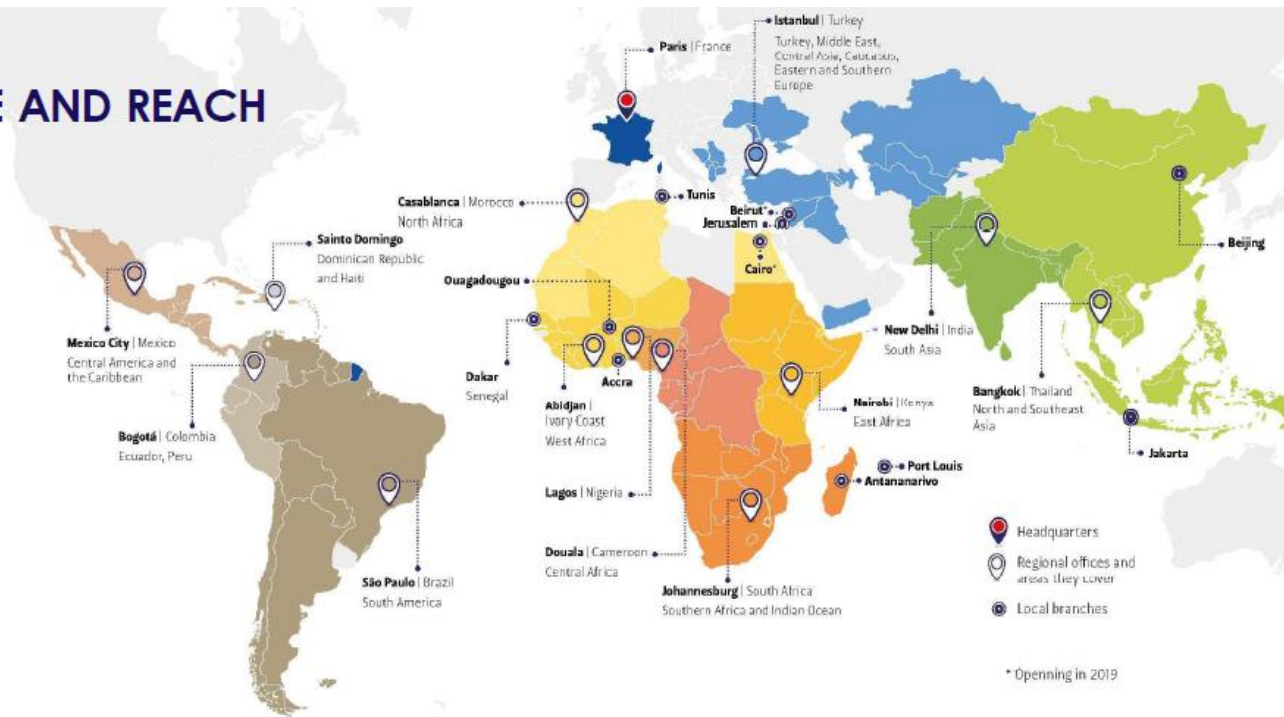 E AND REACH
Paris | France
Istanbul | Turkey
Turkey, Middle East,
Central Asia, Caucasus,
Eastern and Southern
Europe
Casablanca | Morocco
North Africa
Tunis
Beirut*
Jerusalem
Cairo*
Beijing
Sainto Domingo
Dominican Republic
and Haiti
Ouagadougou
Mexico City | Mexico
Central America and
the Caribbean
Dakar
Senegal
Accra
Abidjan |
Ivory Coast
West Africa
New Delhi | India
South Asia
Bangkok | Thailand
North and Southeast
Asia
Nairobi | Kenya
East Africa
Jakarta
Bogotá | Colombia
Ecuador, Peru
Port Louis
Antananarivo
Lagos | Nigeria
Douala | Cameroon
Central Africa
São Paulo | Brazil
South America
Johannesburg | South Africa
Southern Africa and Indian Ocean
Headquarters
Regional offices and
areas they cover
Local branches
* Openning in 2019